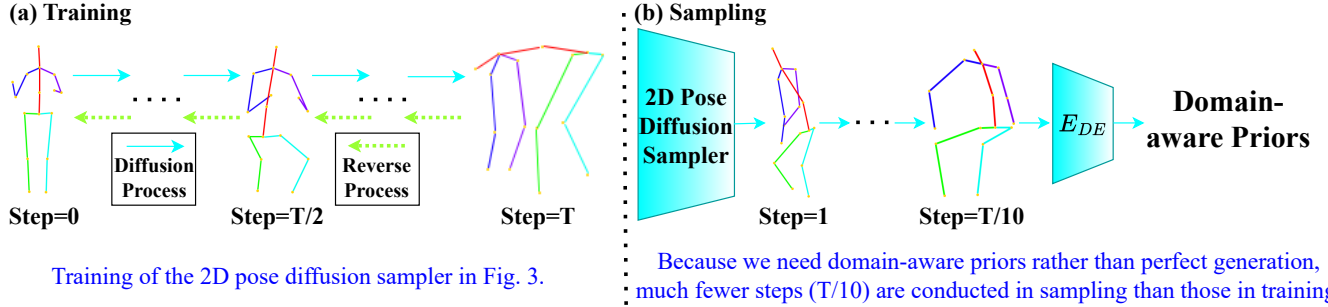 (a) Training
Diffusion
Process
Reverse
Process
Step=0
Step=T/2
Step=T
Training of the 2D pose diffusion sampler in Fig. 3.
(b) Sampling
2D Pose
Diffusion
Sampler
Step=1
Step=T/10
E_DE
Domain-
aware Priors
Because we need domain-aware priors rather than perfect generation,
much fewer steps (T/10) are conducted in sampling than those in training